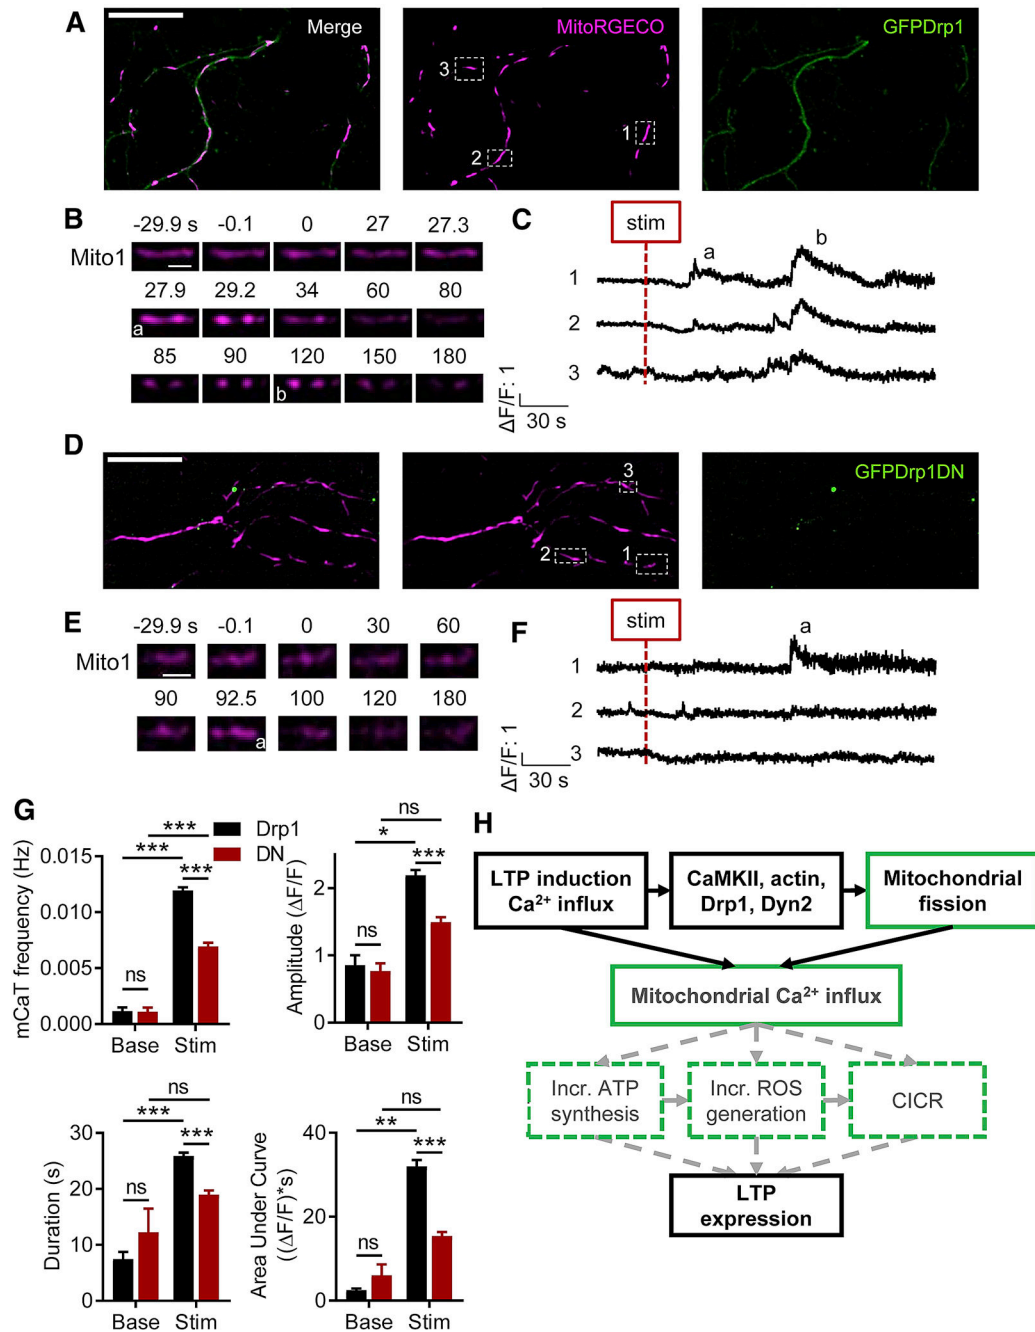 A
Merge
MitoRGECO
GFPDrp1
3
1
2
B
-29.9 s -0.1 0 27 27.3
Mito1
27.9 29.2 34 60 80
a
85 90 120 150 180
b
C
stim
a
b
1
2
3
ΔF/F: 1
30 s
D
GFPDrp1DN
3
2
1
E
-29.9 s -0.1 0 30 60
Mito1
90 92.5 100 120 180
a
F
stim
a
1
2
3
ΔF/F: 1
30 s
G
Drp1
DN
mCaT frequency (Hz)
0.015
0.010
0.005
0.000
***
***
***
ns
Base Stim
Amplitude (ΔF/F)
2
1
0
ns
*
***
ns
Base Stim
Duration (s)
30
20
10
0
ns
***
***
ns
Base Stim
Area Under Curve
((ΔF/F)*s)
40
20
0
ns
**
***
ns
Base Stim
H
LTP induction
Ca²⁺ influx
CaMKII, actin,
Drp1, Dyn2
Mitochondrial
fission
Mitochondrial Ca²⁺ influx
Incr. ATP
synthesis
Incr. ROS
generation
CICR
LTP
expression